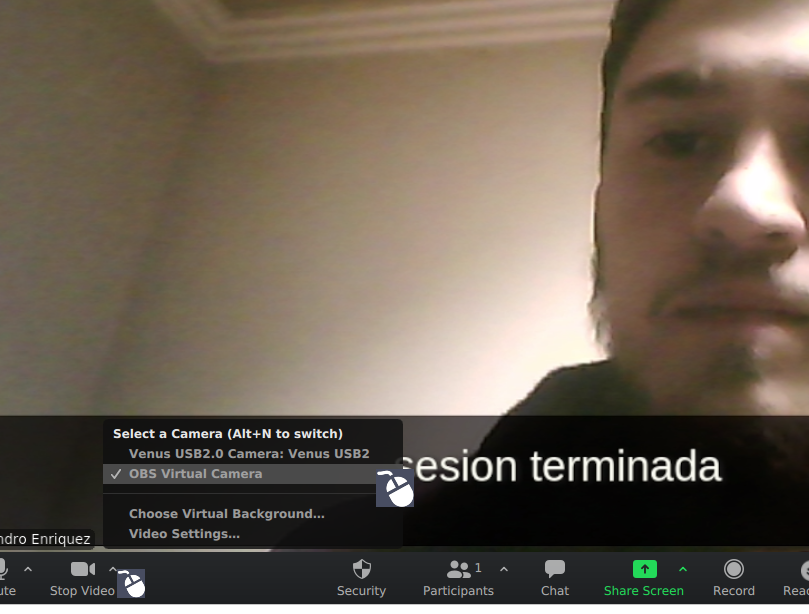 Select a Camera (Alt+N to switch)
Venus USB2.0 Camera: Venus USB2
OBS Virtual Camera
sesion terminada
Choose Virtual Background...
Video Settings...
ndro Enriquez
ute
Stop Video
Security
1
Participants
Chat
Share Screen
Record
Reac